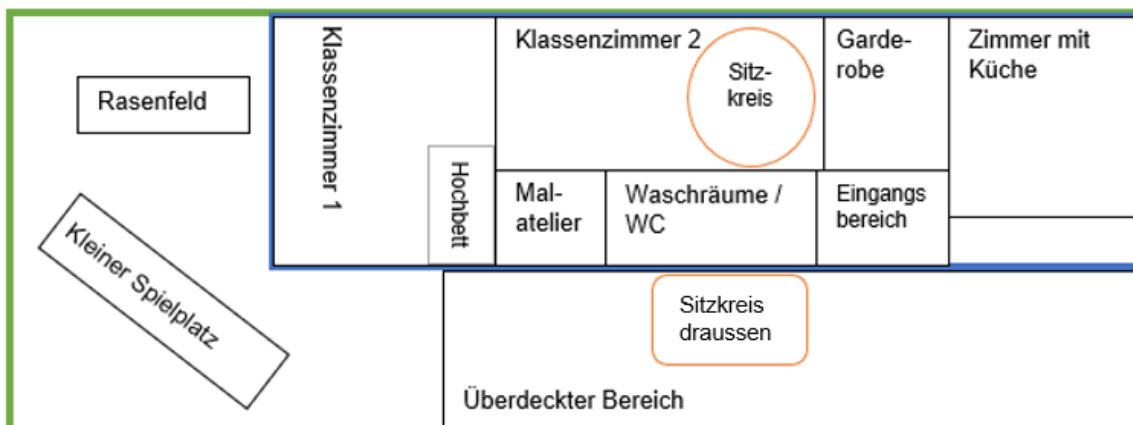 Rasenfeld
Kleiner Spielplatz
Klassenzimmer 1
Hochbett
Klassenzimmer 2
Sitz-
kreis
Garde-
robe
Zimmer mit
Küche
Mal-
atelier
Waschräume /
WC
Eingangs
bereich
Sitzkreis
draussen
Überdeckter Bereich